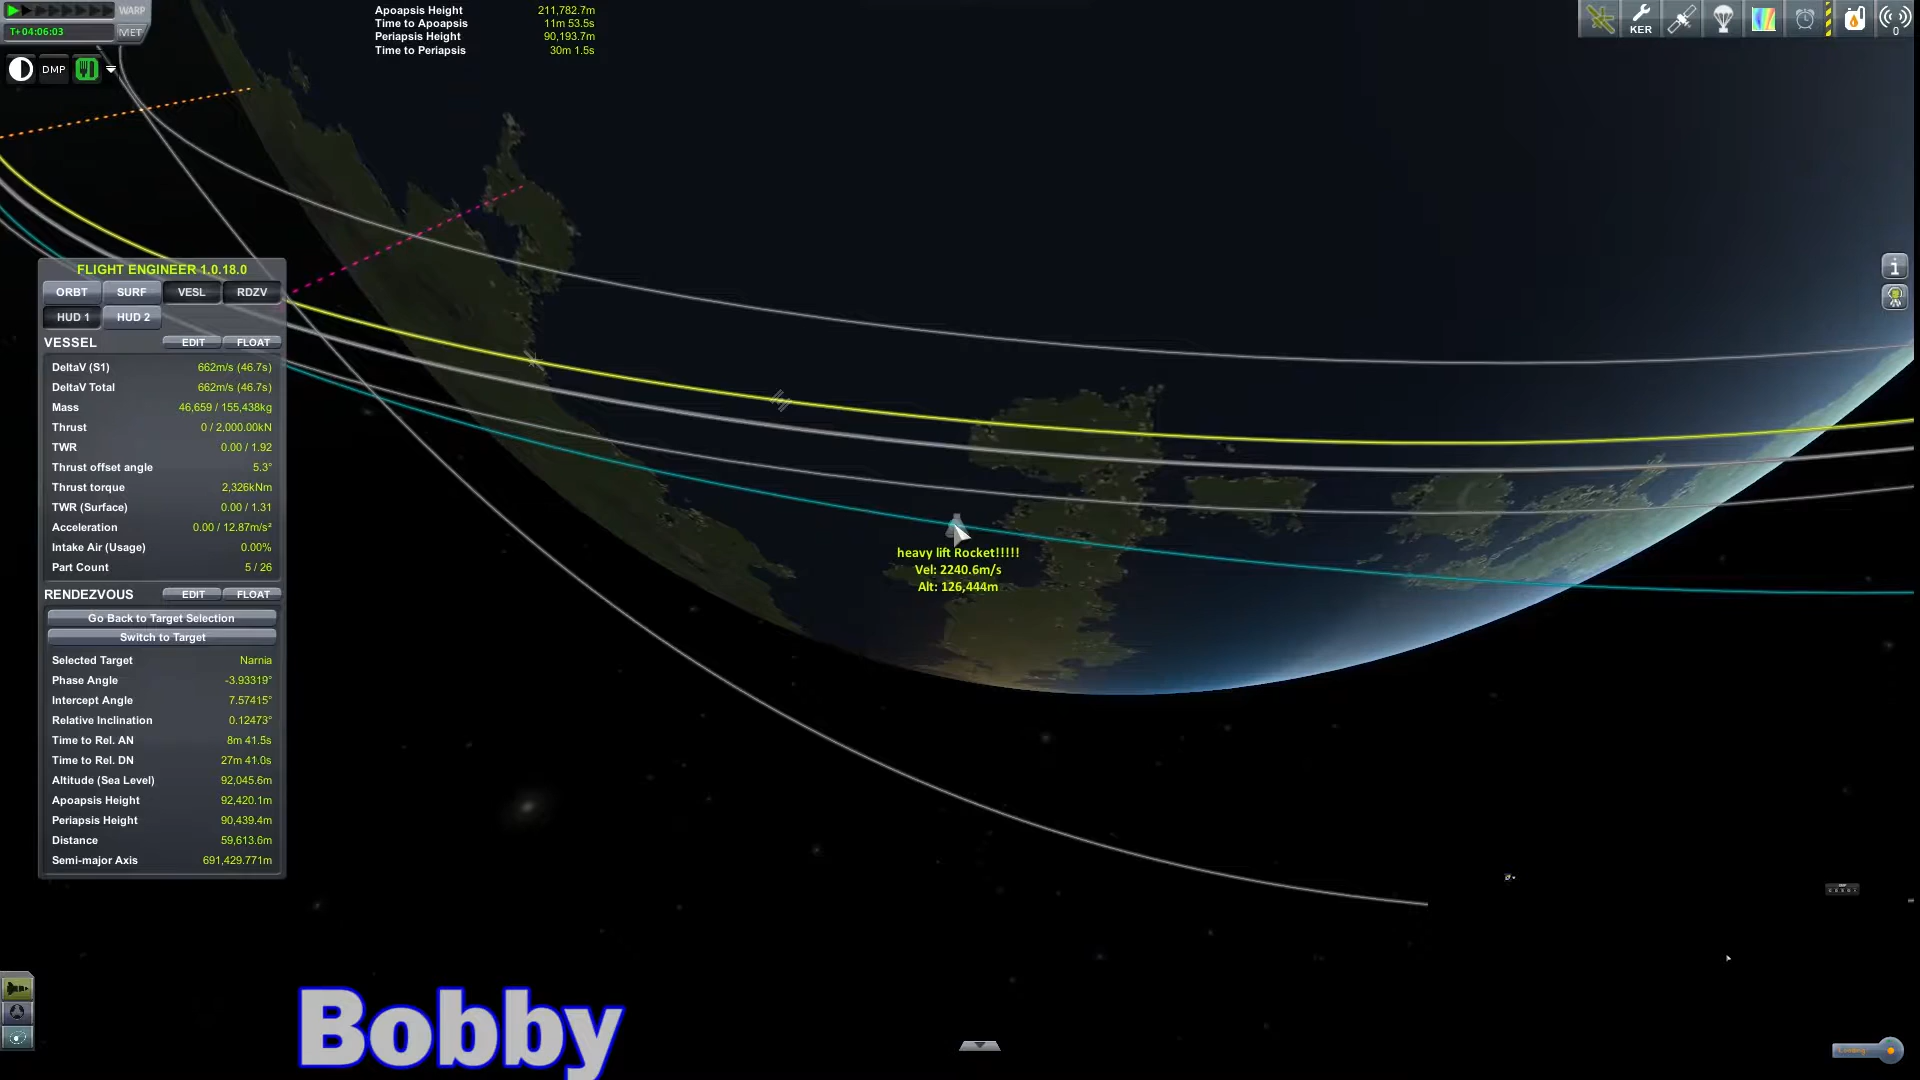 WARP
T+04:06:03
MET
DMP
Apoapsis Height 211,782.7m
Time to Apoapsis 11m 53.5s
Periapsis Height 90,193.7m
Time to Periapsis 30m 1.5s
KER
0
FLIGHT ENGINEER 1.0.18.0
ORBT SURF VESL RDZV
HUD 1 HUD 2
VESSEL EDIT FLOAT
DeltaV (S1) 662m/s (46.7s)
DeltaV Total 662m/s (46.7s)
Mass 46,659 / 155,438kg
Thrust 0 / 2,000.00kN
TWR 0.00 / 1.92
Thrust offset angle 5.3°
Thrust torque 2,326kNm
TWR (Surface) 0.00 / 1.31
Acceleration 0.00 / 12.87m/s²
Intake Air (Usage) 0.00%
Part Count 5 / 26
RENDEZVOUS EDIT FLOAT
Go Back to Target Selection
Switch to Target
Selected Target Narnia
Phase Angle -3.93319°
Intercept Angle 7.57415°
Relative Inclination 0.12473°
Time to Rel. AN 8m 41.5s
Time to Rel. DN 27m 41.0s
Altitude (Sea Level) 92,045.6m
Apoapsis Height 92,420.1m
Periapsis Height 90,439.4m
Distance 59,613.6m
Semi-major Axis 691,429.771m
heavy lift Rocket!!!!!
Vel: 2240.6m/s
Alt: 126,444m
Bobby